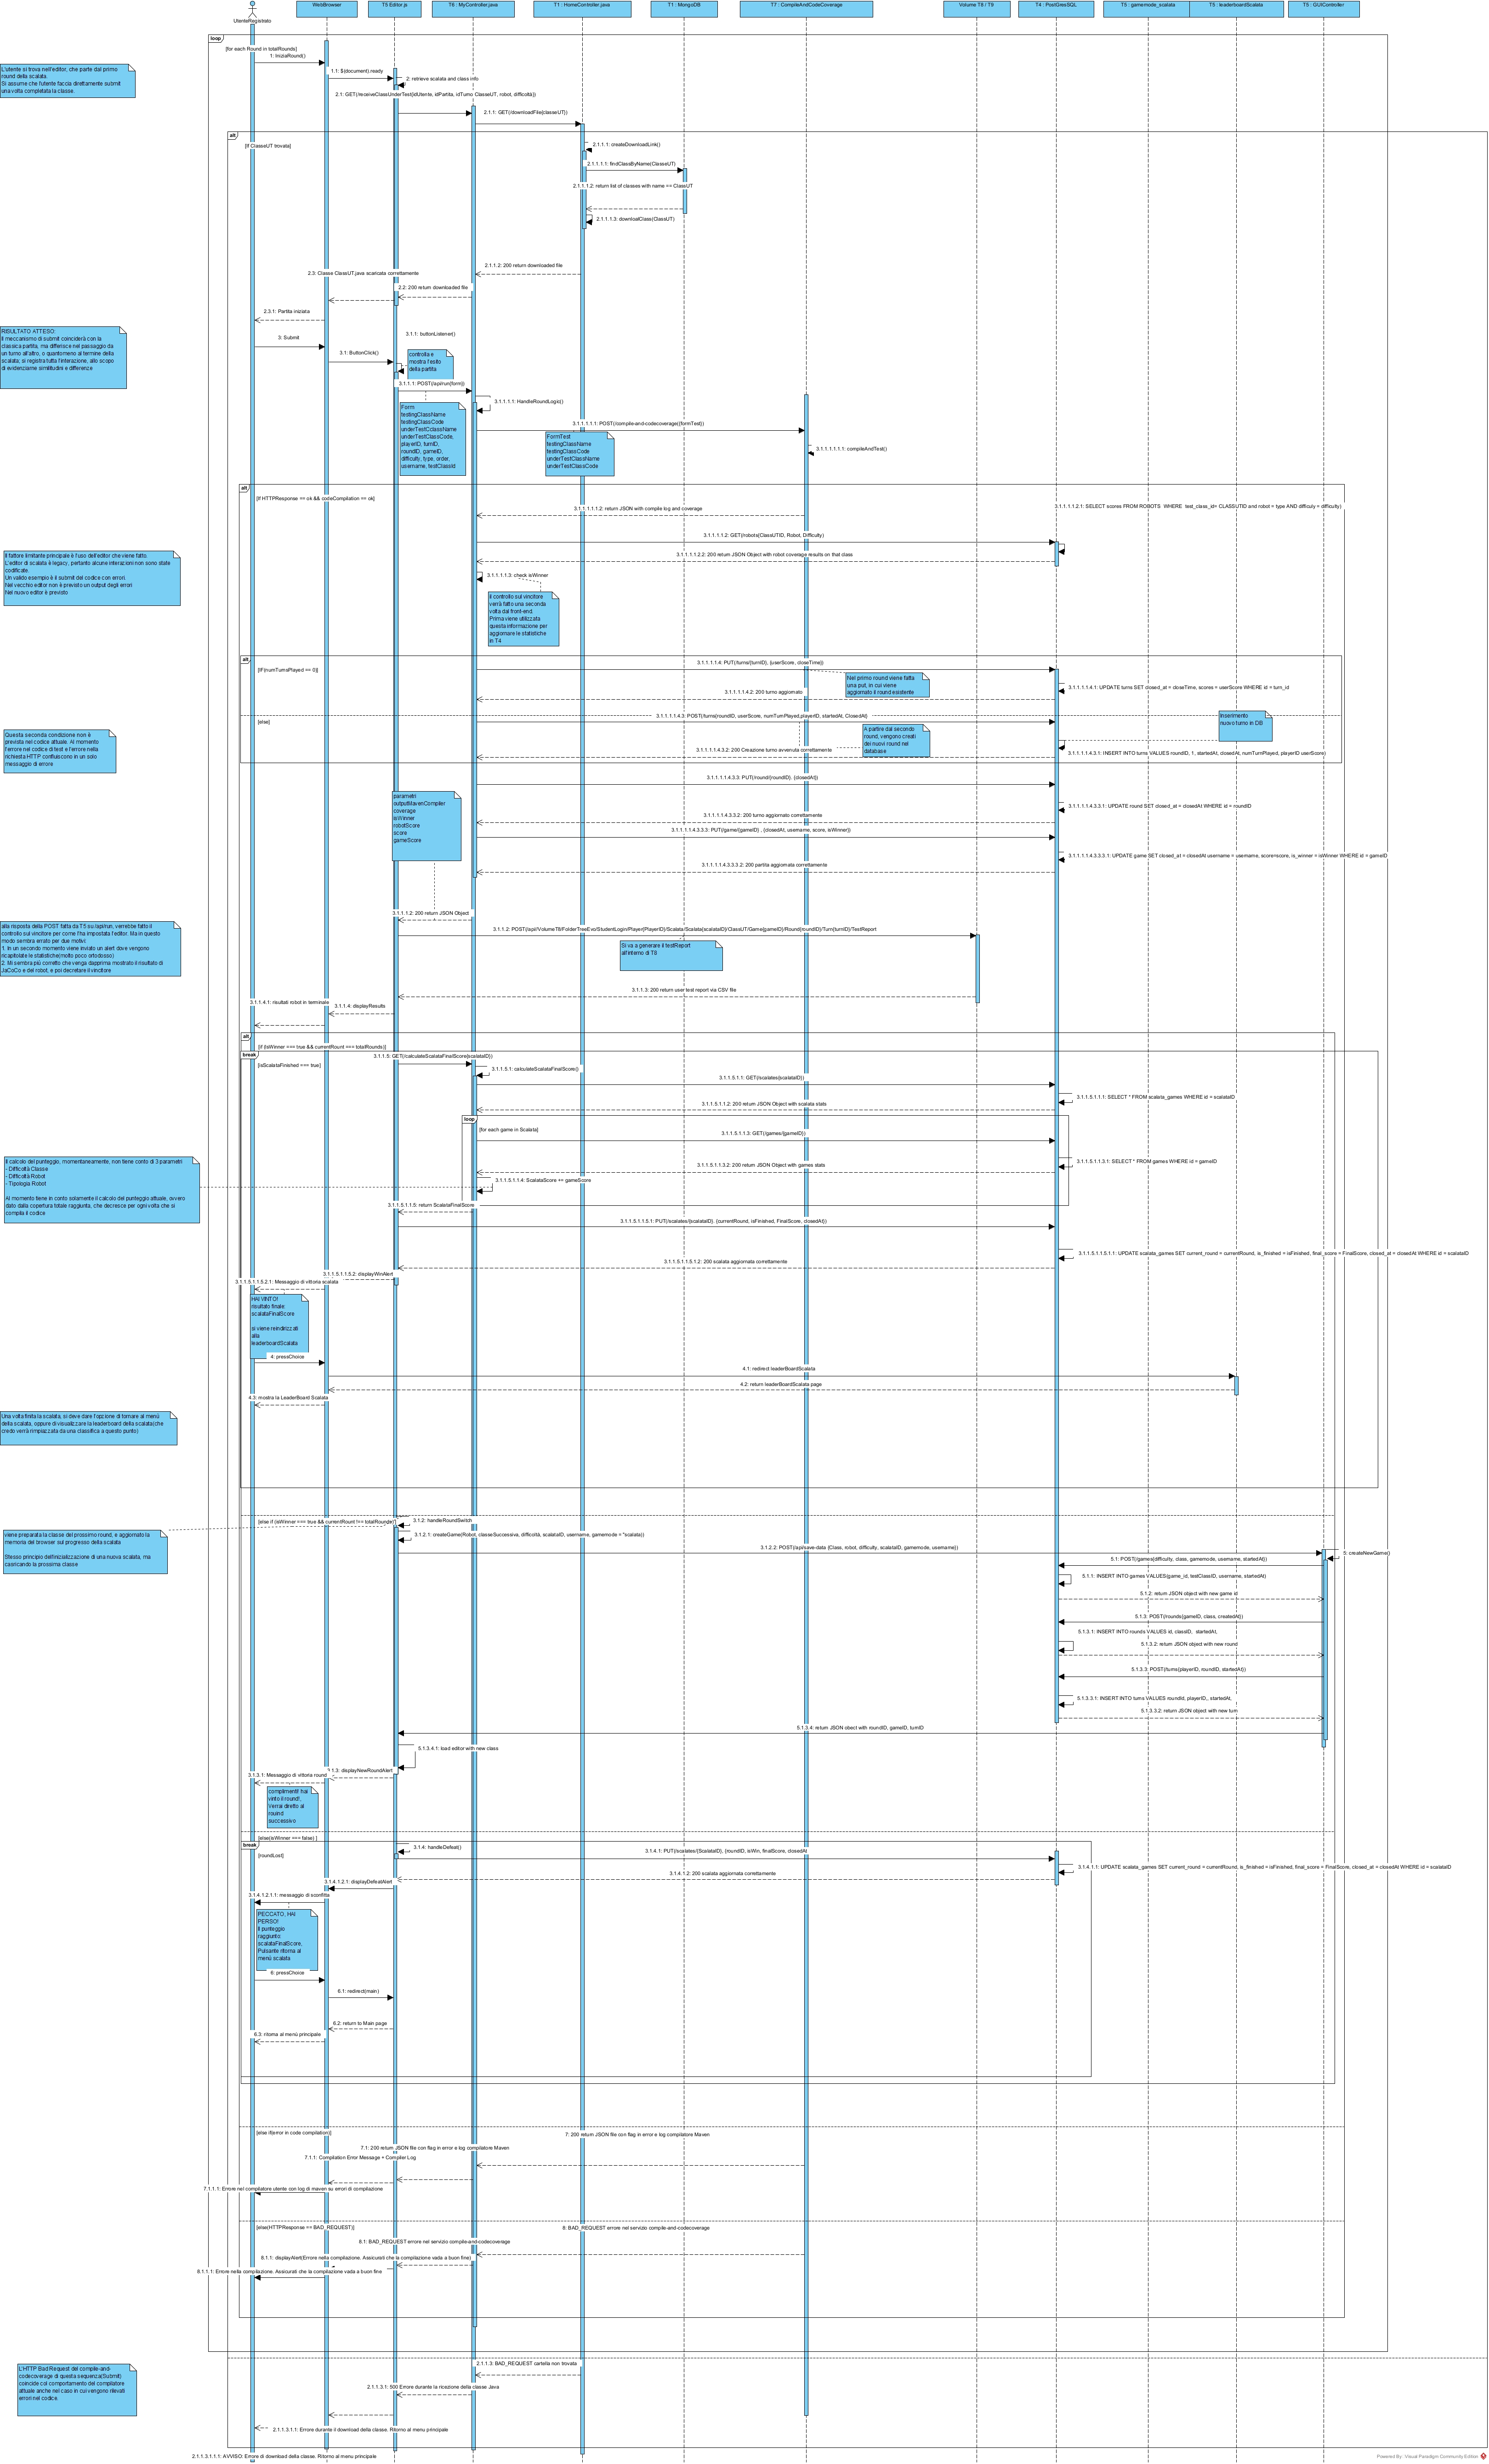 UtenteRegistrato
WebBrowser
T5 Editor.js
T6 : MyController.java
T1 : HomeController.java
T1 : MongoDB
T7 : CompileAndCodeCoverage
Volume T8 / T9
T4 : PostGresSQL
T5 : gamemode_scalata
T5 : leaderboardScalata
T5 : GUIController
loop
[for each Round in totalRounds]
1: IniziaRound()
L'utente si trova nell'editor, che parte dal primo
round della scalata.
Si assume che l'utente faccia direttamente submit
una volta completata la classe.
1.1: $(document).ready
2: retrieve scalata and class info
2.1: GET(/receiveClassUnderTest{idUtente, idPartita, idTurno ClasseUT, robot, difficoltà})
2.1.1: GET(/downloadFile{classeUT})
alt
[If ClasseUT trovata]
2.1.1.1: createDownloadLink()
2.1.1.1.1: findClassByName(ClasseUT)
2.1.1.1.2: return list of classes with name == ClassUT
2.1.1.1.3: downloalClass(ClassUT)
2.1.1.2: 200 return downloaded file
2.3: Classe ClassUT.java scaricata correttamente
2.2: 200 return downloaded file
2.3.1: Partita iniziata
RISULTATO ATTESO:
Il meccanismo di submit coinciderà con la
classica partita, ma differisce nel passaggio da
un turno all'altro, o quantomeno al termine della
scalata, si registra tutta l'interazione, allo scopo
di evidenziarne similitudini e differenze
3: Submit
3.1.1: buttonListener()
3.1: ButtonClick()
controlla e
mostra l'esito
della partita
3.1.1.1: POST(/api/run{form})
3.1.1.1.1: HandleRoundLogic()
Form
testingClassName
testingClassCode
underTestCclassName
underTestClassCode,
playerID, turnID,
roundID, gameID,
difficulty, type, order,
username, testClassId
3.1.1.1.1.1: POST(/compile-and-codecoverage({formTest})
FormTest
testingClassName
testingClassCode
underTestClassName
underTestClassCode
3.1.1.1.1.1.1: compileAndTest()
alt
[If HTTPResponse == ok && corieCompilation == ok]
3.1.1.1.1.1.2: return JSON with compile log and coverage
3.1.1.1.1.2.1: SELECT scores FROM ROBOTS WHERE test_class_id= CLASSUTID and robot = type AND difficuly = difficulty)
3.1.1.1.1.2: GET(/robots{ClassUTID, Robot, Difficulty)
Il fattore limitante principale è l'uso dell'editor che viene fatto.
L'editor di scalata è legacy, pertanto alcune interazioni non sono state
codificate.
Un valido esempio è il submit del codice con errori.
Nel vecchio editor non è previsto un output degli errori
Nel nuovo editor è previsto
3.1.1.1.1.2.2: 200 return JSON Object with robot coverage results on that class
3.1.1.1.1.3: check isWinner
il controllo sul vincitore
verrà fatto una seconda
volta dal front-end.
Prima viene utilizzata
questa informazione per
aggiornare le statistiche
in T4
alt
[IF(numTurnsPlayed == 0)]
3.1.1.1.1.4: PUT(/turns/{turnID}, {userScore, closeTime})
Nel primo round viene fatta
una put, in cui viene
aggiornato il round esistente
3.1.1.1.1.4.1: UPDATE turns SET closed_at = closeTime, scores = userScore WHERE id = turn_id
3.1.1.1.1.4.2: 200 turno aggiornato
[else]
3.1.1.1.1.4.3: POST(/turns{roundID, userScore, numTurnPlayed,playerID, startedAt, ClosedAt)
Inserimento
nuovo turno in DB
A partire dal secondo
round, vengono creati
dei nuovi round nel
database
Questa seconda condizione non è
prevista nel codice attuale. Al momento
l'errore nel codice di test e l'errore nella
richiesta HTTP confluiscono in un solo
messaggio di errore
3.1.1.1.1.4.3.2: 200 Creazione turno avvenuta correttamente
3.1.1.1.1.4.3.1: INSERT INTO turns VALUES roundID, 1, startedAt, closedAt, numTurnPlayed, playerID userScore)
3.1.1.1.1.4.3.3: PUT(/round/{roundID}, {closedAt})
parametri
outputMavenCompiler
coverage
isWinner
robotScore
score
gameScore
3.1.1.1.1.4.3.3.1: UPDATE round SET closed_at = closedAt WHERE id = roundID
3.1.1.1.1.4.3.3.2: 200 turno aggiornato correttamente
3.1.1.1.1.4.3.3.3: PUT(/game/{gameID} , {closedAt, username, score, isWinner})
3.1.1.1.1.4.3.3.3.1: UPDATE game SET closed_at = closedAt username = username, score=score, is_winner = isWinner WHERE id = gameID
3.1.1.1.1.4.3.3.3.2: 200 partita aggiornata correttamente
3.1.1.1.2: 200 return JSON Object
alla risposta della POST fatta da T5 su /api/run, verrebbe fatto il
controllo sul vincitore per come l'ha impostata l'editor. Ma in questo
modo sembra errato per due motivi:
1. In un secondo momento viene inviato un alert dove vengono
ricapitolate le statistiche(molto poco ortodosso)
2. Mi sembra più corretto che venga dapprima mostrato il risultato di
JaCoCo e del robot, e poi decretare il vincitore
3.1.1.2: POST(/api/VolumeT8/FolderTreeEvo/StudentLogin/Player{PlayerID}/Scalata/Scalata{scalataID}/ClassUT/Game{gameID}/Round{roundID}/Turn{turnID}/TestReport
Si va a generare il testReport
all'interno di T8
3.1.1.3: 200 return user test report via CSV file
3.1.1.4.1: risultati robot in terminale
3.1.1.4: displayResults
alt
[if (isWinner === true && currentRount === totalRounds)]
break
[isScalataFinished === true]
3.1.1.5: GET(/calculateScalataFinalScore{scalataID})
3.1.1.5.1: calculateScalataFinalScore()
3.1.1.5.1.1: GET(/scalates{scalataID})
3.1.1.5.1.1.1: SELECT * FROM scalata_games WHERE id = scalataID
3.1.1.5.1.1.2: 200 return JSON Object with scalata stats
loop
[for each game in Scalata]
3.1.1.5.1.1.3: GET(/games/{gameID})
Il calcolo del punteggio, momentaneamente, non tiene conto di 3 parametri
- Difficoltà Classe
- Difficoltà Robot
- Tipologia Robot
Al momento tiene in conto solamente il calcolo del punteggio attuale, ovvero
dato dalla copertura totale raggiunta, che decresce per ogni volta che si
compila il codice
3.1.1.5.1.1.3.1: SELECT * FROM games WHERE id = gameID
3.1.1.5.1.1.3.2: 200 return JSON Object with games stats
3.1.1.5.1.1.4: ScalataScore += gameScore
3.1.1.5.1.1.5: return ScalataFinalScore
3.1.1.5.1.1.5.1: PUT(/scalates/{scalataID}, {currentRound, isFinished, FinalScore, closedAt})
3.1.1.5.1.1.5.1.1: UPDATE scalata_games SET current_round = currentRound, is_finished = isFinished, final_score = FinalScore, closed_at = closedAt WHERE id = scalataID
3.1.1.5.1.1.5.1.2: 200 scalata aggiornata correttamente
3.1.1.5.1.1.5.2: displayWinAlert
3.1.1.5.1.1.5.2.1: Messaggio di vittoria scalata
HAI VINTO!
risultato finale:
scalataFinalScore
si viene reindirizzati
alla
leaderboardScalata
4: pressChoice
4.1: redirect leaderBoardScalata
4.2: return leaderBoardScalata page
4.3: mostra la LeaderBoard Scalata
Una volta finita la scalata, si deve dare l'opzione di tornare al menù
della scalata, oppure di visualizzare la leaderboard della scalata(che
credo verrà rimpiazzata da una classifica a questo punto)
[else if (isWinner === true && currentRount !== totalRounds)]
3.1.2: handleRoundSwitch
viene preparata la classe del prossimo round, e aggiornato la
memoria del browser sul progresso della scalata
Stesso principio dell'inizializzazione di una nuova scalata, ma
casricando la prossima classe
3.1.2.1: createGame(Robot, classeSuccessiva, difficoltà, scalataID, username, gamemode = "scalata))
3.1.2.2: POST(/api/save-data {Class, robot, difficulty, scalataID, gamemode, username})
5: createNewGame()
5.1: POST(/games{difficulty, class, gamemode, username, startedAt})
5.1.1: INSERT INTO games VALUES(game_id, testClassID, username, startedAt)
5.1.2: return JSON object with new game id
5.1.3: POST(/rounds{gameID, class, createdAt})
5.1.3.1: INSERT INTO rounds VALUES id, classID, startedAt,
5.1.3.2: return JSON object with new round
5.1.3.3: POST(/turns{playerID, roundID, startedAt})
5.1.3.3.1: INSERT INTO turns VALUES roundId, playerID,, startedAt,
5.1.3.3.2: return JSON object with new turn
5.1.3.4: return JSON obect with roundID, gameID, turnID
5.1.3.4.1: load editor with new class
3.1.3: displayNewRoundAlert
3.1.3.1: Messaggio di vittoria round
complimenti! hai
vinto il round!,
Verrai diretto al
rouind
successivo
[else(isWinner === false) ]
break
[roundLost]
3.1.4: handleDefeat()
3.1.4.1: PUT(/scalates/{ScalataID}, {roundID, isWin, finalScore, closedAt
3.1.4.1.1: UPDATE scalata_games SET current_round = currentRound, is_finished = isFinished, final_score = FinalScore, closed_at = closedAt WHERE id = scalataID
3.1.4.1.2: 200 scalata aggiornata correttamente
3.1.4.1.2.1: displayDefeatAlert
3.1.4.1.2.1.1: messaggio di sconfitta
PECCATO, HAI
PERSO!
Il punteggio
raggiunto:
scalataFinalScore,
Pulsante ritorna al
menù scalata
6: pressChoice
6.1: redirect(main)
6.2: return to Main page
6.3: ritorna al menù principale
[else if(error in code compilation)]
7: 200 return JSON file con flag in error e log compilatore Maven
7.1: 200 return JSON file con flag in error e log compilatore Maven
7.1.1: Compilation Error Message + Compiler Log
7.1.1.1: Errore nel compilatore utente con log di maven su errori di compilazione
[else(HTTPResponse == BAD_REQUEST)]
8: BAD_REQUEST errore nel servizio compile-and-codecoverage
8.1: BAD_REQUEST errore nel servizio compile-and-codecoverage
8.1.1: displayAlert(Errore nella compilazione. Assicurati che la compilazione vada a buon fine)
8.1.1.1: Errore nella compilazione. Assicurati che la compilazione vada a buon fine
L'HTTP Bad Request del compile-and-
codecoverage di questa sequenza(Submit)
coincide col comportamento del compilatore
attuale anche nel caso in cui vengono rilevati
errori nel codice.
2.1.1.3: BAD_REQUEST cartella non trovata
2.1.1.3.1: 500 Errore durante la ricezione della classe Java
2.1.1.3.1.1: Errore durante il download della classe. Ritorno al menu principale
2.1.1.3.1.1.1: AVVISO: Errore di download della classe. Ritorno al menu principale
Powered By: Visual Paradigm Community Edition